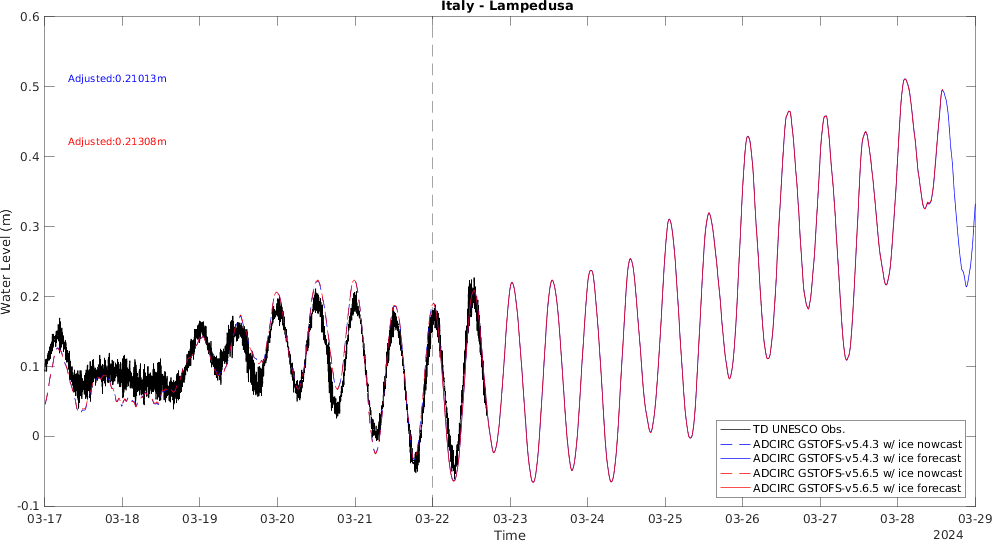 Italy - Lampedusa
0.6
0.5
0.4
0.3
0.2
0.1
0
-0.1
Water Level (m)
Adjusted:0.21013m
Adjusted:0.21308m
TD UNESCO Obs.
ADCIRC GSTOFS-v5.4.3 w/ ice nowcast
ADCIRC GSTOFS-v5.4.3 w/ ice forecast
ADCIRC GSTOFS-v5.6.5 w/ ice nowcast
ADCIRC GSTOFS-v5.6.5 w/ ice forecast
03-17 03-18 03-19 03-20 03-21 03-22 03-23 03-24 03-25 03-26 03-27 03-28 03-29
Time
2024